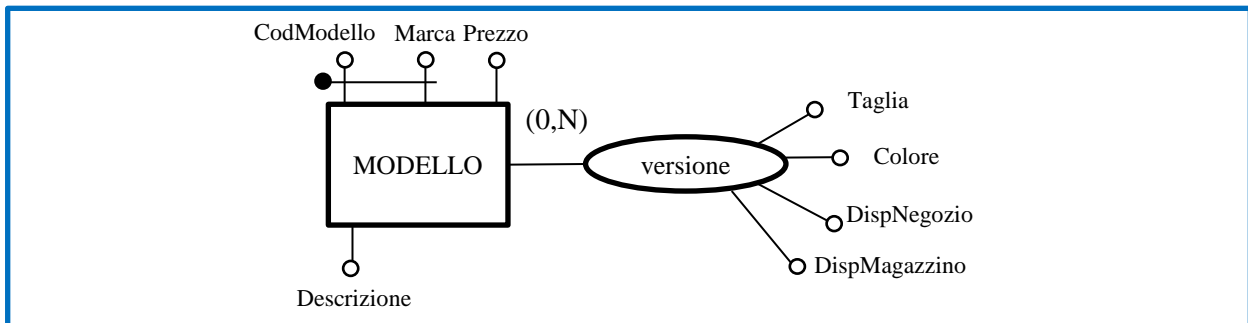 CodModello Marca Prezzo
Taglia
(0,N)
MODELLO versione Colore
DispNegozio
DispMagazzino
Descrizione